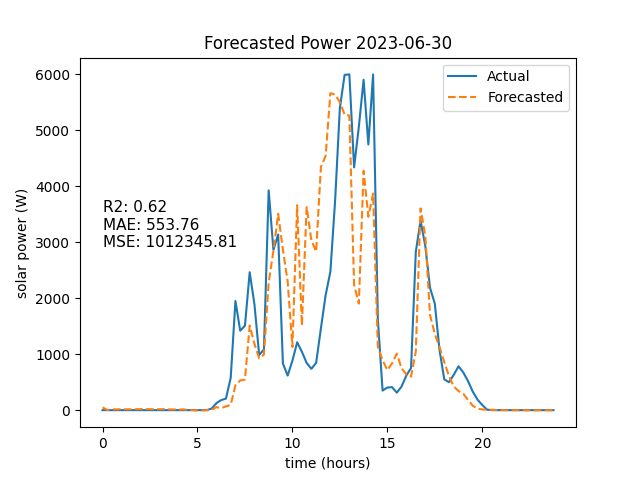 Forecasted Power 2023-06-30
Actual
Forecasted
R2: 0.62
MAE: 553.76
MSE: 1012345.81
solar power (W)
6000
5000
4000
3000
2000
1000
0
0 5 10 15 20
time (hours)